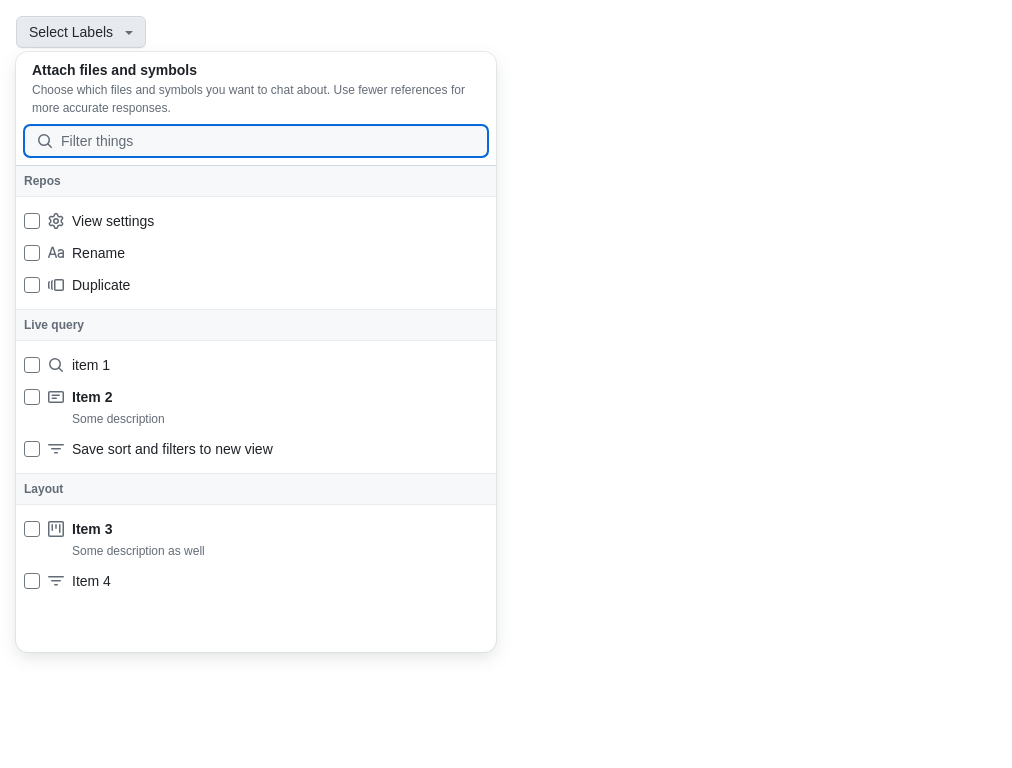 Select Labels
Attach files and symbols
Choose which files and symbols you want to chat about. Use fewer references for
more accurate responses.
Filter things
Repos
View settings
Rename
Duplicate
Live query
item 1
Item 2
Some description
Save sort and filters to new view
Layout
Item 3
Some description as well
Item 4